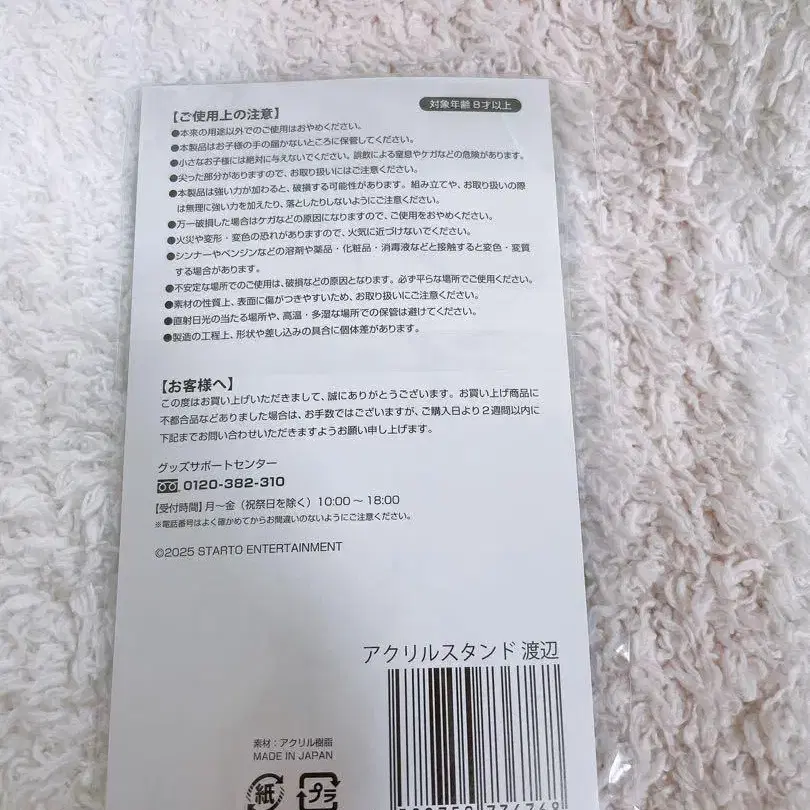 【ご使用上の注意】
対象年齢8才以上
●本来の用途以外でのご使用はおやめください。
●本製品はお子様の手の届かないところに保管してください。
●小さなお子様には絶対に与えないでください。誤飲による窒息やケガなどの危険があります。
●尖った部分がありますので、お取り扱いにはご注意ください。
●本製品は強い力が加わると、破損する可能性があります。組み立てや、お取り扱いの際
は無理に強い力を加えたり、落としたりしないようにご注意ください。
●万一破損した場合はケガなどの原因になりますので、ご使用をおやめください。
●火災や変形・変色の恐れがありますので、火気に近づけないでください。
●シンナーやベンジンなどの溶剤や薬品・化粧品・消毒液などと接触すると変色・変質
する場合があります。
●不安定な場所でのご使用は、破損などの原因となります。必ず平らな場所でご使用ください。
●素材の性質上、表面に傷がつきやすいため、お取り扱いにご注意ください。
●直射日光の当たる場所や、高温・多湿な場所での保管は避けてください。
●製造の工程上、形状や差し込みの具合に個体差があります。
【お客様へ】
この度はお買い上げいただきまして、誠にありがとうございます。お買い上げ商品に
不都合品などありました場合は、お手数ではございますが、ご購入日より2週間以内に
下記までお問い合わせいただきますようお願い申し上げます。
グッズサポートセンター
0120-382-310
【受付時間】月～金（祝祭日を除く）10:00～18:00
※電話番号はよく確かめてからお間違いのないようにご注意ください。
©2025 STARTO ENTERTAINMENT
アクリルスタンド 渡辺
素材：アクリル樹脂
MADE IN JAPAN
紙
プラ